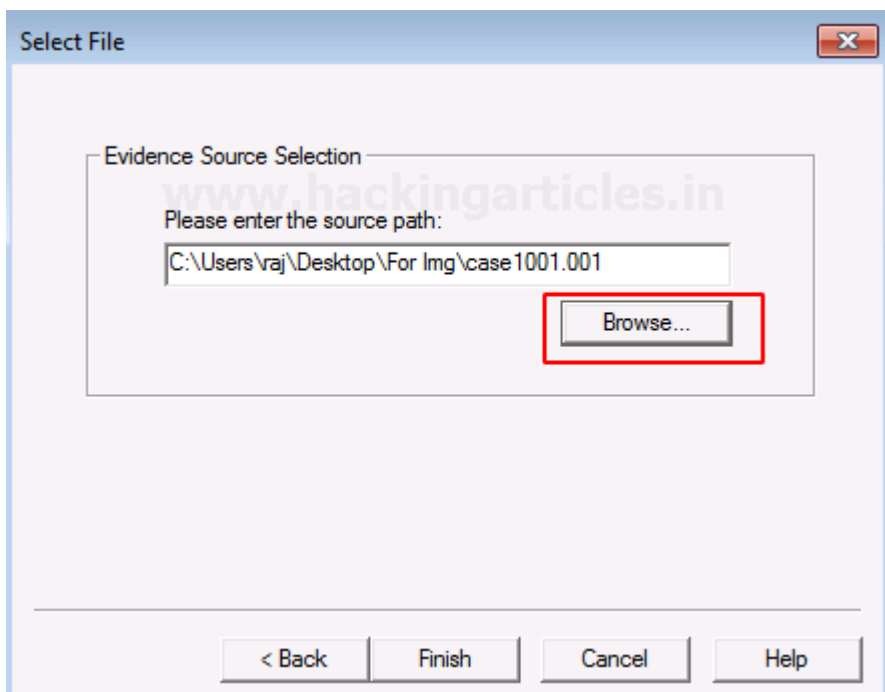 Select File
Evidence Source Selection
www.hackingarticles.in
Please enter the source path:
C:\Users\raj\Desktop\For Img\case1001.001
Browse...
< Back
Finish
Cancel
Help